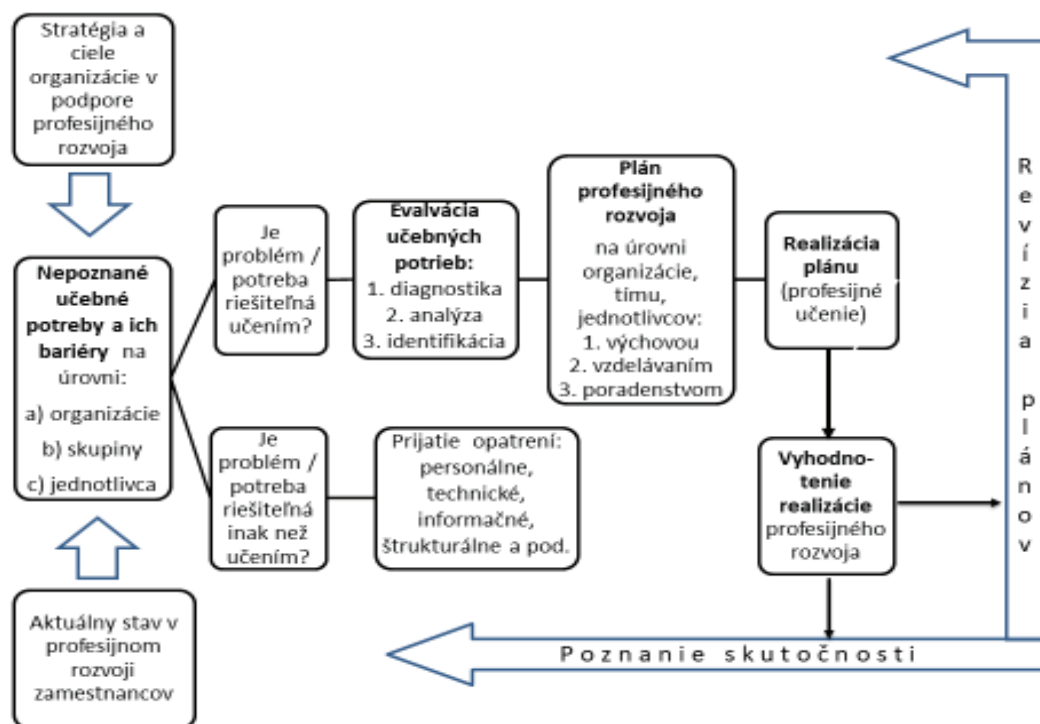 Stratégia a
ciele
organizácie v
podpore
profesijného
rozvoja
Nepoznané
učebné
potreby a ich
bariéry na
úrovni:
a) organizácie
b) skupiny
c) jednotlivca
Aktuálny stav v
profesijnom
rozvoji
zamestnancov
Je
problém /
potreba
riešiteľná
učením?
Je
problém /
potreba
riešiteľná
inak než
učením?
Evalvácia
učebných
potrieb:
1. diagnostika
2. analýza
3. identifikácia
Prijatie opatrení:
personálne,
technické,
informačné,
štrukturálne a pod.
Plán
profesijného
rozvoja
na úrovni
organizácie,
tímu,
jednotlivcov:
1. výchovou
2. vzdelávaním
3. poradenstvom
Realizácia
plánu
(profesijné
učenie)
Vyhodno-
tenie
realizácie
profesijného
rozvoja
Revízia plánov
Poznanie skutočnosti